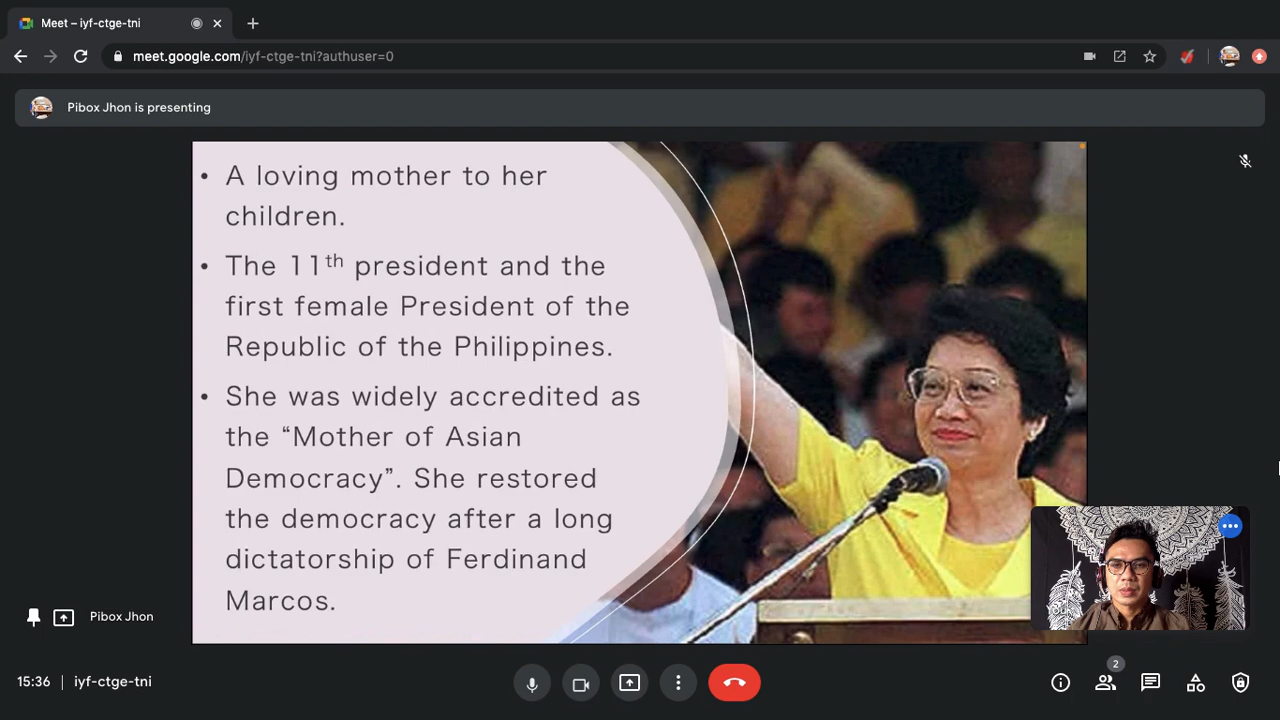 Meet – iyf-ctge-tni
meet.google.com/iyf-ctge-tni?authuser=0
Pibox Jhon is presenting
• A loving mother to her
children.
• The 11th president and the
first female President of the
Republic of the Philippines.
• She was widely accredited as
the “Mother of Asian
Democracy”. She restored
the democracy after a long
dictatorship of Ferdinand
Marcos.
Pibox Jhon
15:36 | iyf-ctge-tni
2